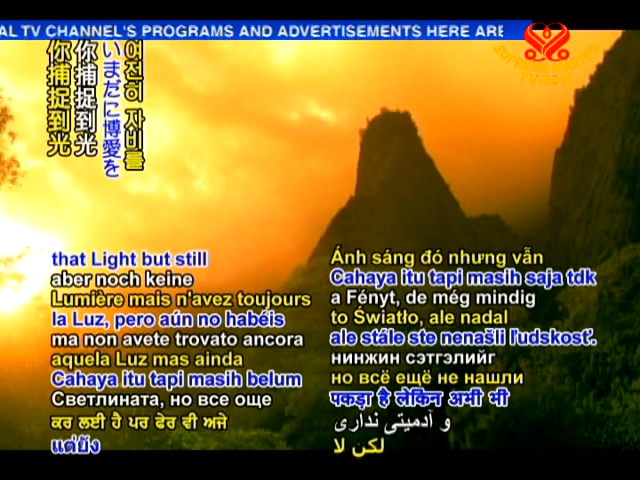 AL TV CHANNEL'S PROGRAMS AND ADVERTISEMENTS HERE ARE
여전히 자비를
いまだに博愛を
你捕捉到光
你捕捉到光
that Light but still
aber noch keine
Lumière mais n'avez toujours
la Luz, pero aún no habéis
ma non avete trovato ancora
aquela Luz mas ainda
Cahaya itu tapi masih belum
Светлината, но все още
ਕਰ ਲਈ ਹੈ ਪਰ ਫੇਰ ਵੀ ਅਜੇ
แต่ยัง
Ánh sáng đó nhưng vẫn
Cahaya itu tapi masih saja tdk
a Fényt, de még mindig
to Światło, ale nadal
ale stále ste nenašli ľudskosť.
нинжин сэтгэлийг
но всё ещё не нашли
पकड़ा है लेकिन अभी भी
و آدمیتی نداری
لكن لا